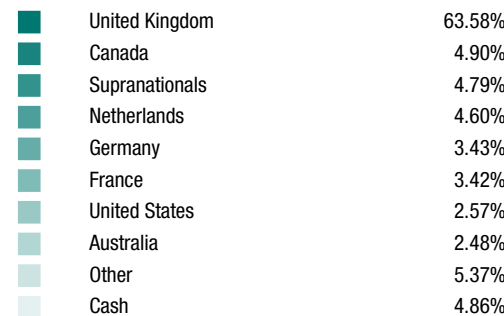 United Kingdom 63.58%
Canada 4.90%
Supranationals 4.79%
Netherlands 4.60%
Germany 3.43%
France 3.42%
United States 2.57%
Australia 2.48%
Other 5.37%
Cash 4.86%